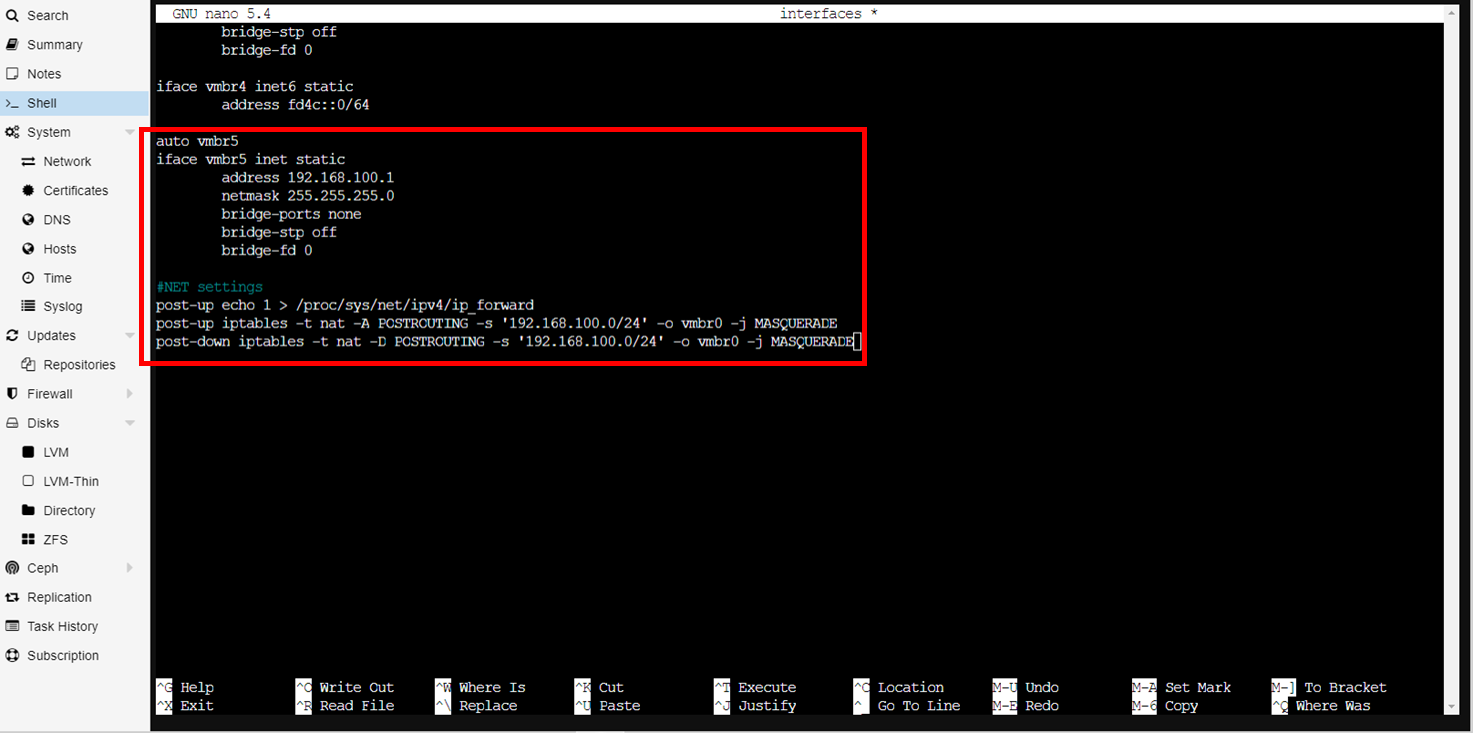 Search
Summary
Notes
Shell
System
Network
Certificates
DNS
Hosts
Time
Syslog
Updates
Repositories
Firewall
Disks
LVM
LVM-Thin
Directory
ZFS
Ceph
Replication
Task History
Subscription
GNU nano 5.4 interfaces *
bridge-stp off
bridge-fd 0
iface vmbr4 inet6 static
address fd4c::0/64
auto vmbr5
iface vmbr5 inet static
address 192.168.100.1
netmask 255.255.255.0
bridge-ports none
bridge-stp off
bridge-fd 0
#NET settings
post-up echo 1 > /proc/sys/net/ipv4/ip_forward
post-up iptables -t nat -A POSTROUTING -s '192.168.100.0/24' -o vmbr0 -j MASQUERADE
post-down iptables -t nat -D POSTROUTING -s '192.168.100.0/24' -o vmbr0 -j MASQUERADE
^G Help ^O Write Out ^W Where Is ^K Cut ^T Execute ^C Location M-U Undo M-A Set Mark M-] To Bracket
^X Exit ^R Read File ^\ Replace ^U Paste ^J Justify ^_ Go To Line M-E Redo M-6 Copy ^Q Where Was